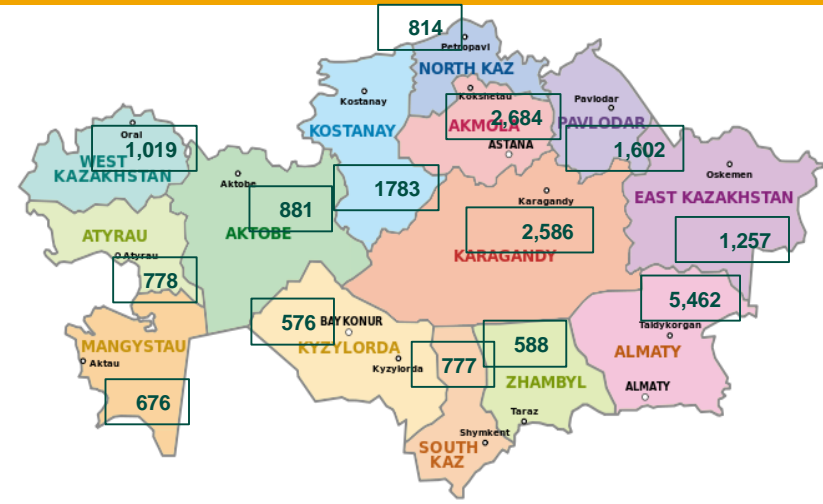 814
Petropavl
NORTH KAZ
Kokshetau
Kostanay
KOSTANAY
2,684
AKMOLA
ASTANA
Pavlodar
PAVLODAR
1,602
Oral
1,019
WEST
KAZAKHSTAN
Aktobe
881
AKTOBE
1783
Karagandy
2,586
KARAGANDY
Oskemen
EAST KAZAKHSTAN
1,257
ATYRAU
Atyrau
778
5,462
Taldykorgan
ALMATY
ALMATY
MANGYSTAU
Aktau
676
576
BAYKONUR
KYZYLORDA
Kyzylorda
777
588
ZHAMBYL
Taraz
Shymkent
SOUTH
KAZ